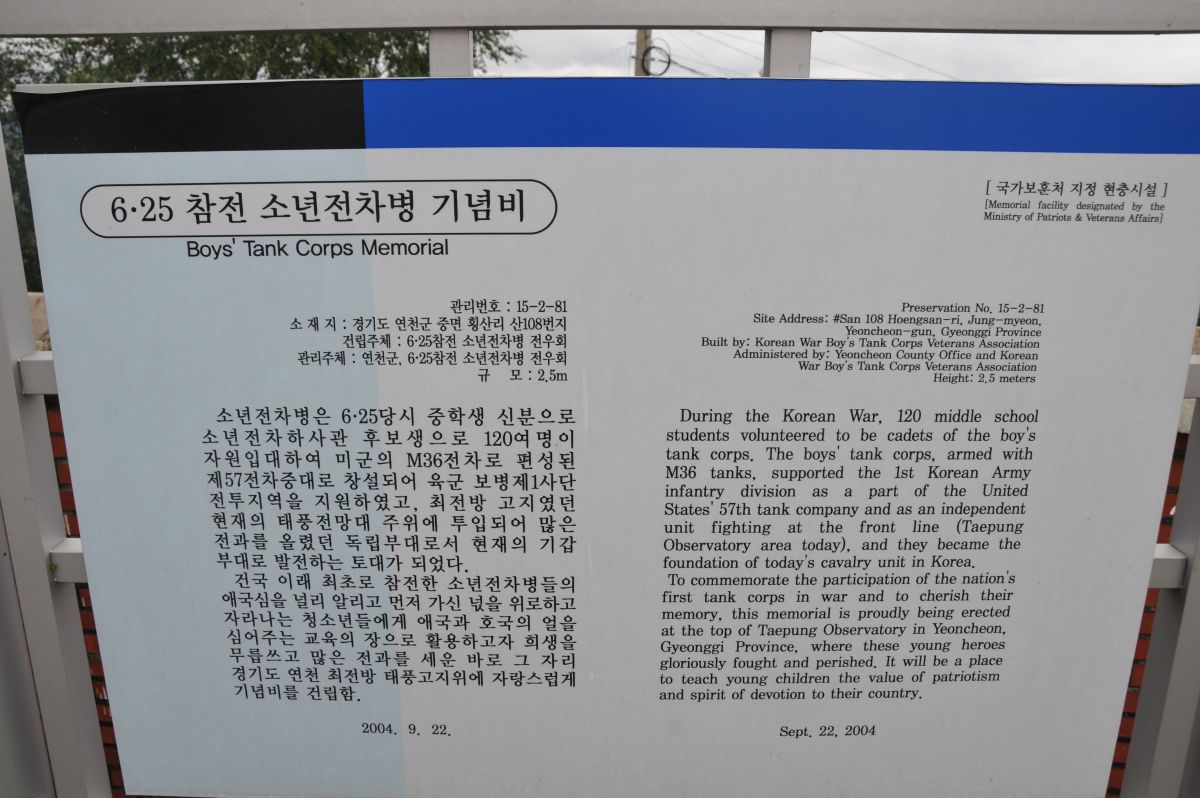 6·25 참전 소년전차병 기념비
Boys' Tank Corps Memorial
[ 국가보훈처 지정 현충시설 ]
[Memorial facility designated by the
Ministry of Patriots & Veterans Affairs]
관리번호 : 15-2-81
소 재 지 : 경기도 연천군 중면 횡산리 산108번지
건립주체 : 6·25참전 소년전차병 전우회
관리주체 : 연천군, 6·25참전 소년전차병 전우회
규 모 : 2.5m
소년전차병은 6·25당시 중학생 신분으로
소년전차하사관 후보생으로 120여명이
자원입대하여 미군의 M36전차로 편성된
제57전차중대로 창설되어 육군 보병제1사단
전투지역을 지원하였고, 최전방 고지였던
현재의 태풍전망대 주위에 투입되어 많은
전과를 올렸던 독립부대로서 현재의 기갑
부대로 발전하는 토대가 되었다.
건국 이래 최초로 참전한 소년전차병들의
애국심을 널리 알리고 먼저 가신 넋을 위로하고
자라나는 청소년들에게 애국과 호국의 얼을
심어주는 교육의 장으로 활용하고자 희생을
무릅쓰고 많은 전과를 세운 바로 그 자리
경기도 연천 최전방 태풍고지위에 자랑스럽게
기념비를 건립함.
2004. 9. 22.
Preservation No. 15-2-81
Site Address: #San 108 Hoengsan-ri, Jung-myeon,
Yeoncheon-gun, Gyeonggi Province
Built by: Korean War Boy's Tank Corps Veterans Association
Administered by: Yeoncheon County Office and Korean
War Boy's Tank Corps Veterans Association
Height: 2.5 meters
During the Korean War, 120 middle school
students volunteered to be cadets of the boy's
tank corps. The boys' tank corps, armed with
M36 tanks, supported the 1st Korean Army
infantry division as a part of the United
States' 57th tank company and as an independent
unit fighting at the front line (Taepung
Observatory area today), and they became the
foundation of today's cavalry unit in Korea.
To commemorate the participation of the nation's
first tank corps in war and to cherish their
memory, this memorial is proudly being erected
at the top of Taepung Observatory in Yeoncheon,
Gyeonggi Province, where these young heroes
gloriously fought and perished. It will be a place
to teach young children the value of patriotism
and spirit of devotion to their country.
Sept. 22, 2004